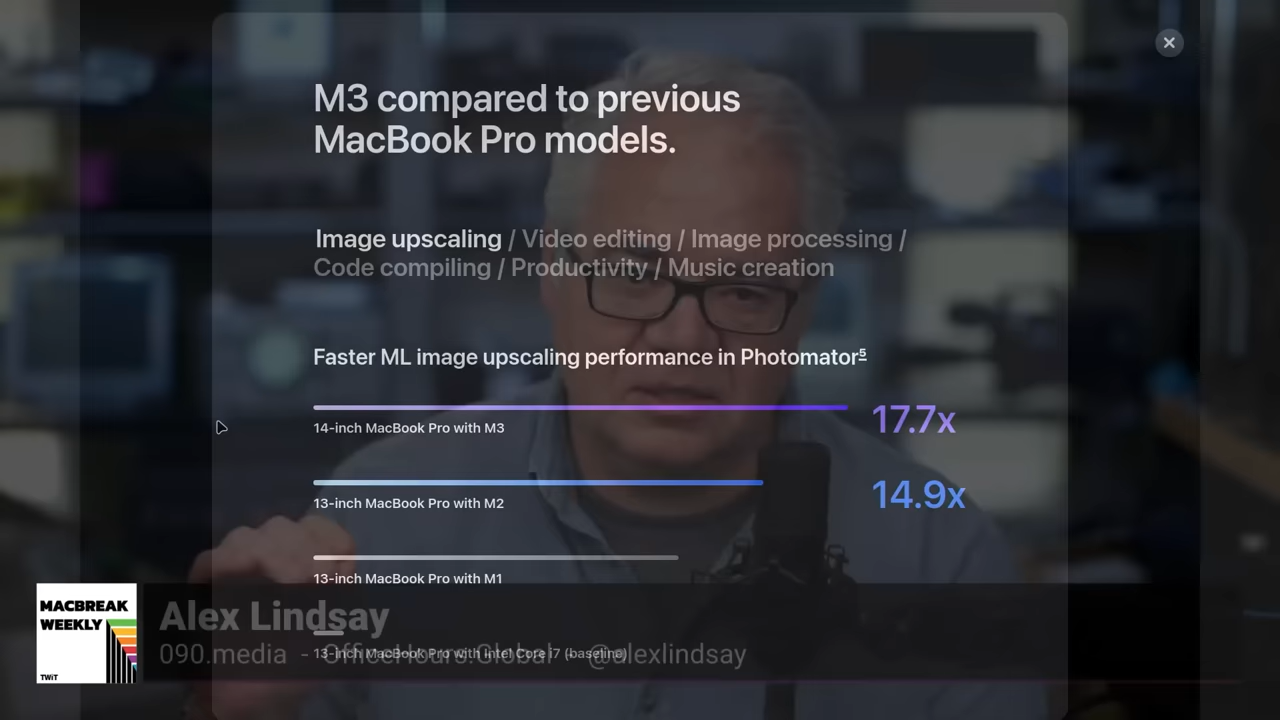 M3 compared to previous
MacBook Pro models.
Image upscaling / Video editing / Image processing /
Code compiling / Productivity / Music creation
Faster ML image upscaling performance in Photomator⁵
14-inch MacBook Pro with M3
17.7x
13-inch MacBook Pro with M2
14.9x
13-inch MacBook Pro with M1
13-inch MacBook Pro with Intel Core i7 (baseline)
MACBREAK
WEEKLY
TWiT
Alex Lindsay
090.media - OfficeHours.Global - @alexlindsay